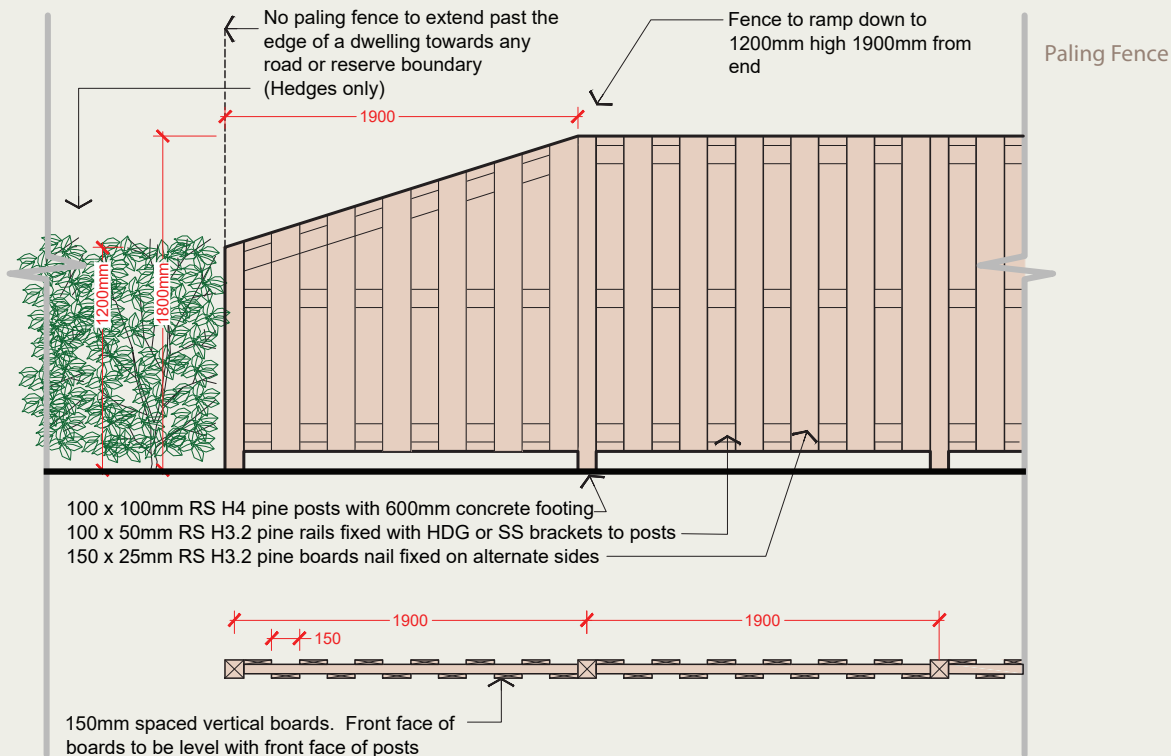 No paling fence to extend past the
edge of a dwelling towards any
road or reserve boundary
(Hedges only)
Fence to ramp down to
1200mm high 1900mm from
end
Paling Fence
1900
1200mm
1800mm
100 x 100mm RS H4 pine posts with 600mm concrete footing
100 x 50mm RS H3.2 pine rails fixed with HDG or SS brackets to posts
150 x 25mm RS H3.2 pine boards nail fixed on alternate sides
1900
1900
150
150mm spaced vertical boards.  Front face of
boards to be level with front face of posts